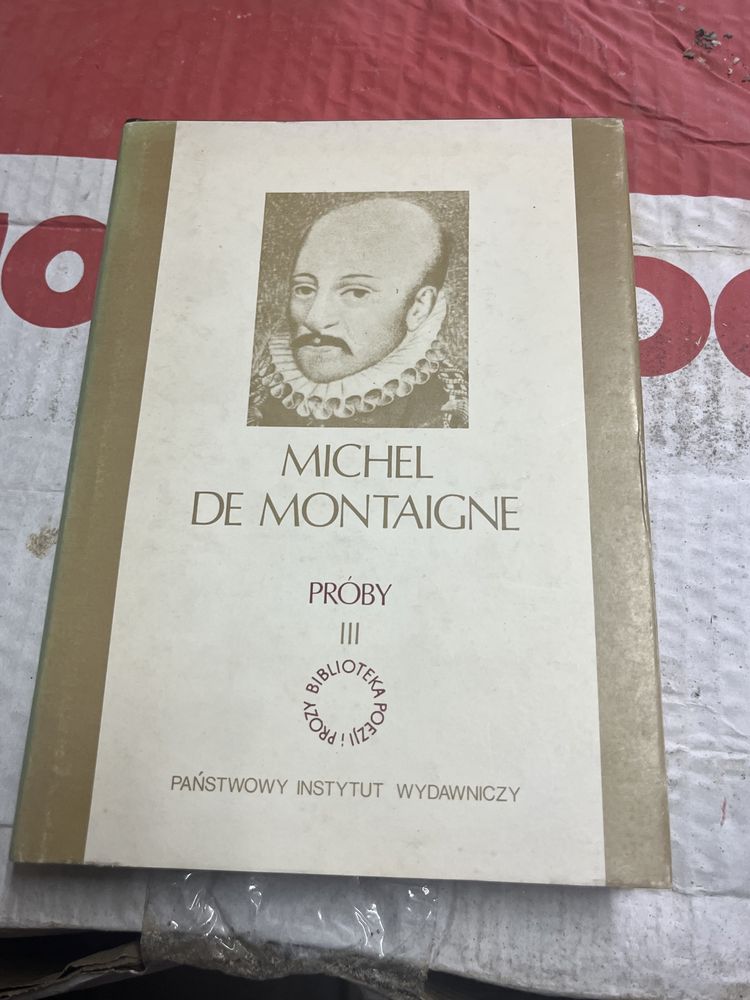 MICHEL
DE MONTAIGNE
PRÓBY
III
BIBLIOTEKA POEZJI i PROZY
PAŃSTWOWY INSTYTUT WYDAWNICZY